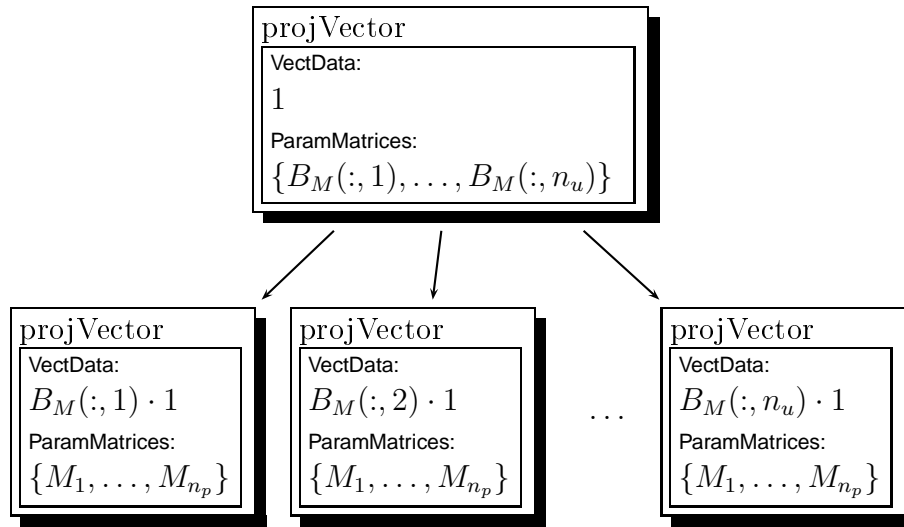 projVector
VectData:
1
ParamMatrices:
{B_M(:, 1), . . . , B_M(:, n_u)}
projVector
VectData:
B_M(:, 1) · 1
ParamMatrices:
{M_1, . . . , M_{n_p}}
projVector
VectData:
B_M(:, 2) · 1
ParamMatrices:
{M_1, . . . , M_{n_p}}
. . .
projVector
VectData:
B_M(:, n_u) · 1
ParamMatrices:
{M_1, . . . , M_{n_p}}